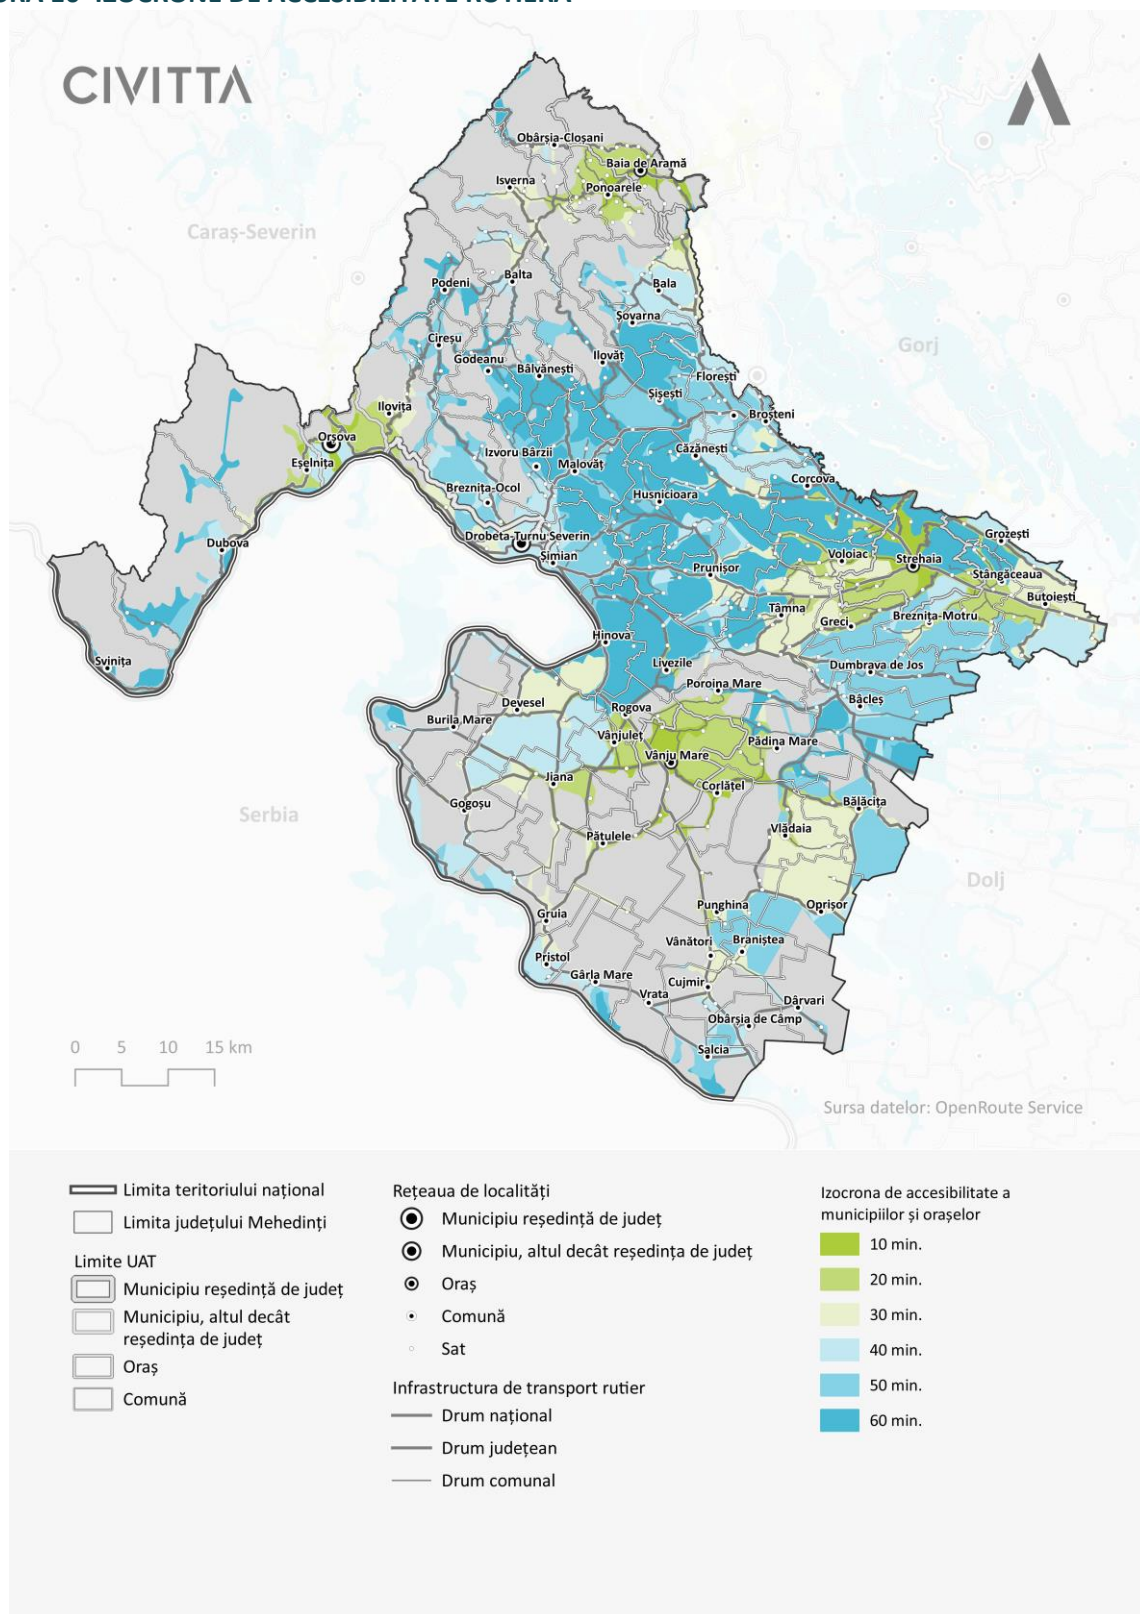 IZOCRONE DE ACCESIBILITATE RUTIERĂ
CIVITTA
Obârșia-Cloșani
Baia de Aramă
Isverna
Ponoarele
Caraș-Severin
Balta
Podeni
Bala
Șovarna
Cireșu
Gorj
Godeanu
Ilovăț
Bâlvănești
Florești
Șișești
Ilovița
Broșteni
Orșova
Izvoru Bârzii
Căzănești
Eșelnița
Malovăț
Corcova
Breznița-Ocol
Husnicioara
Drobeta-Turnu Severin
Grozești
Dubova
Șimian
Voloiac
Strehaia
Prunișor
Stângăceaua
Butoiești
Tâmna
Breznița-Motru
Greci
Hinova
Svinița
Livezile
Dumbrava de Jos
Poroina Mare
Devesel
Bâcleș
Rogova
Burila Mare
Vânjuleț
Pădina Mare
Vânju Mare
Jiana
Corlățel
Gogoșu
Bălăcița
Serbia
Vlădaia
Pătulele
Dolj
Punghina
Oprișor
Gruia
Vânători
Braniștea
Pristol
Gârla Mare
Cujmir
Vrata
Dârvari
Obârșia de Câmp
Salcia
0 5 10 15 km
Sursa datelor: OpenRoute Service
Limita teritoriului național
Limita județului Mehedinți
Limite UAT
Municipiu reședință de județ
Municipiu, altul decât
reședința de județ
Oraș
Comună
Rețeaua de localități
Municipiu reședință de județ
Municipiu, altul decât reședința de județ
Oraș
Comună
Sat
Infrastructura de transport rutier
Drum național
Drum județean
Drum comunal
Izocrona de accesibilitate a
municipiilor și orașelor
10 min.
20 min.
30 min.
40 min.
50 min.
60 min.